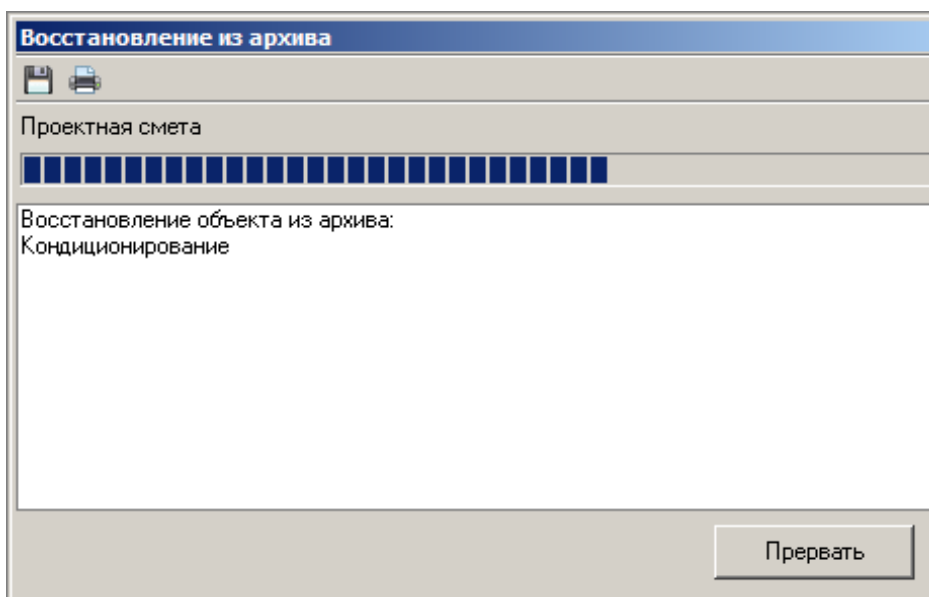 Восстановление из архива
Проектная смета
Восстановление объекта из архива:
Кондиционирование
Прервать